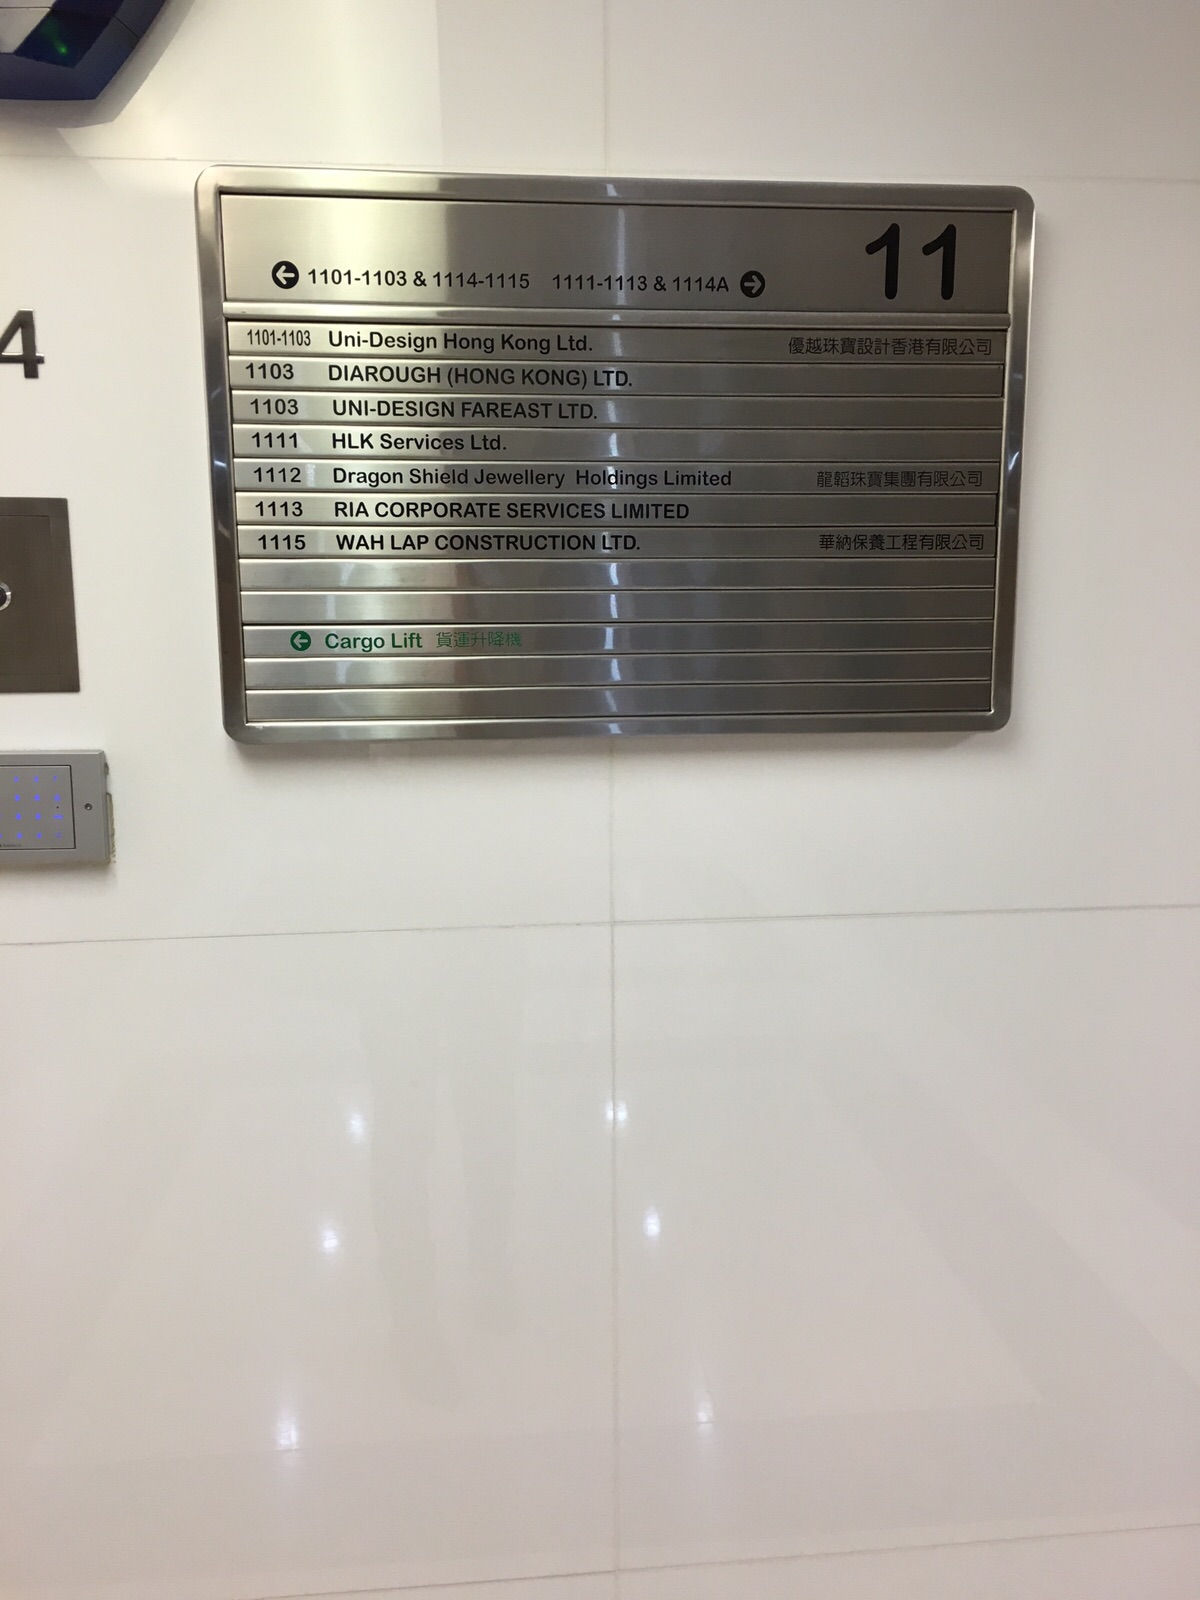 11
1101-1103 & 1114-1115 1111-1113 & 1114A
1101-1103 Uni-Design Hong Kong Ltd. 優越珠寶設計香港有限公司
1103 DIAROUGH (HONG KONG) LTD.
1103 UNI-DESIGN FAREAST LTD.
1111 HLK Services Ltd.
1112 Dragon Shield Jewellery Holdings Limited 龍韜珠寶集團有限公司
1113 RIA CORPORATE SERVICES LIMITED
1115 WAH LAP CONSTRUCTION LTD. 華納保養工程有限公司
Cargo Lift 貨運升降機
4